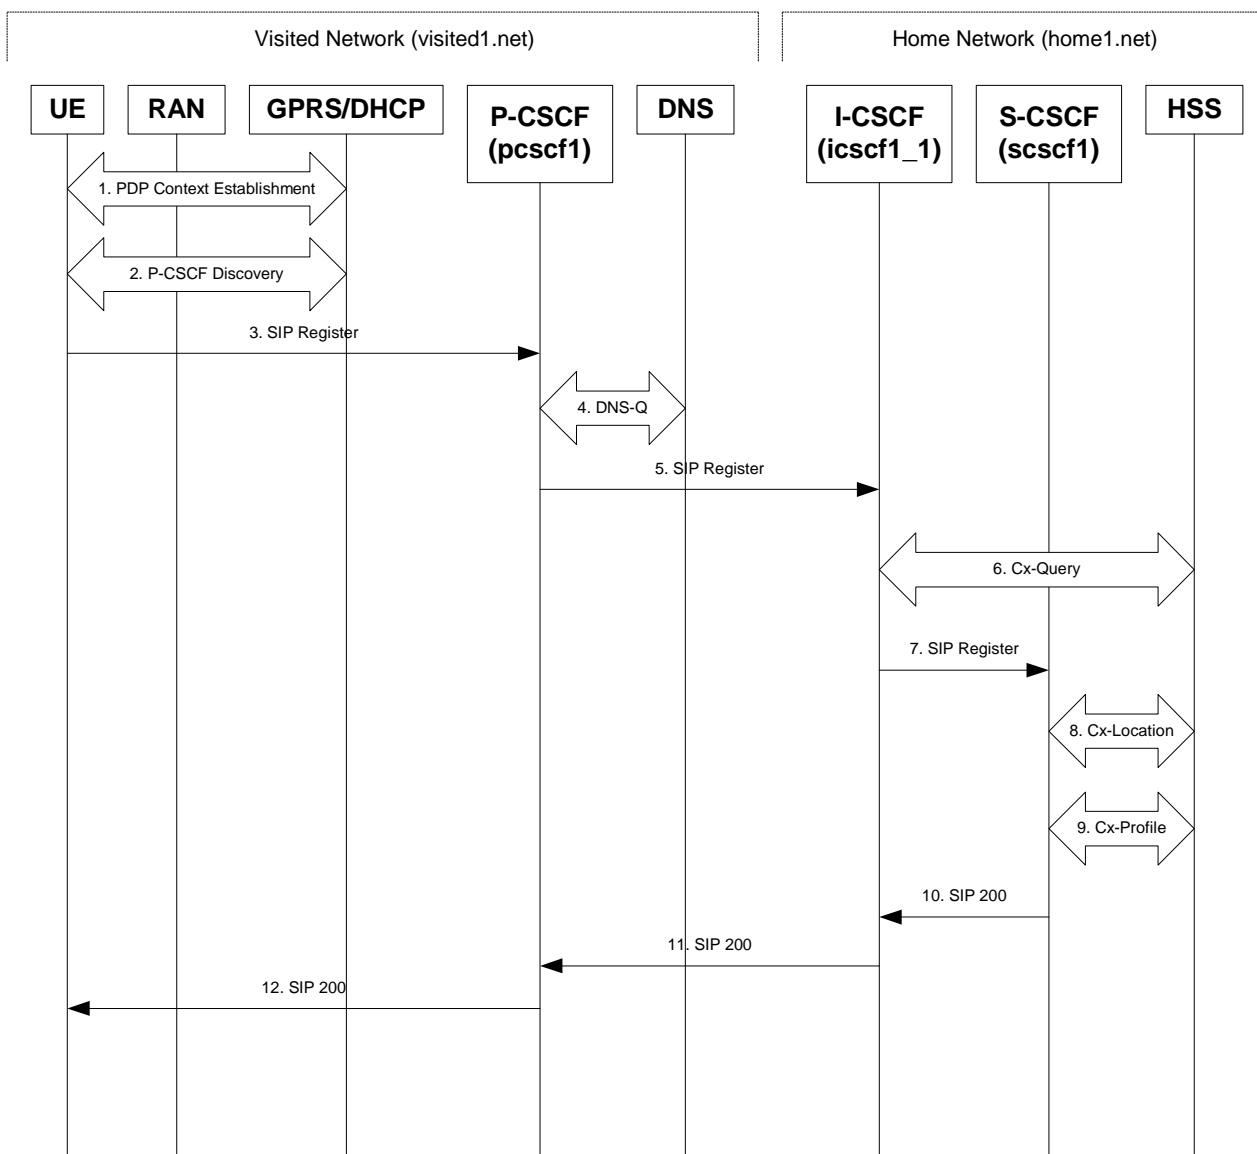 Visited Network (visited1.net)
Home Network (home1.net)
UE
RAN
GPRS/DHCP
P-CSCF
(pcscf1)
DNS
I-CSCF
(icscf1_1)
S-CSCF
(scscf1)
HSS
1. PDP Context Establishment
2. P-CSCF Discovery
3. SIP Register
4. DNS-Q
5. SIP Register
6. Cx-Query
7. SIP Register
8. Cx-Location
9. Cx-Profile
10. SIP 200
11. SIP 200
12. SIP 200